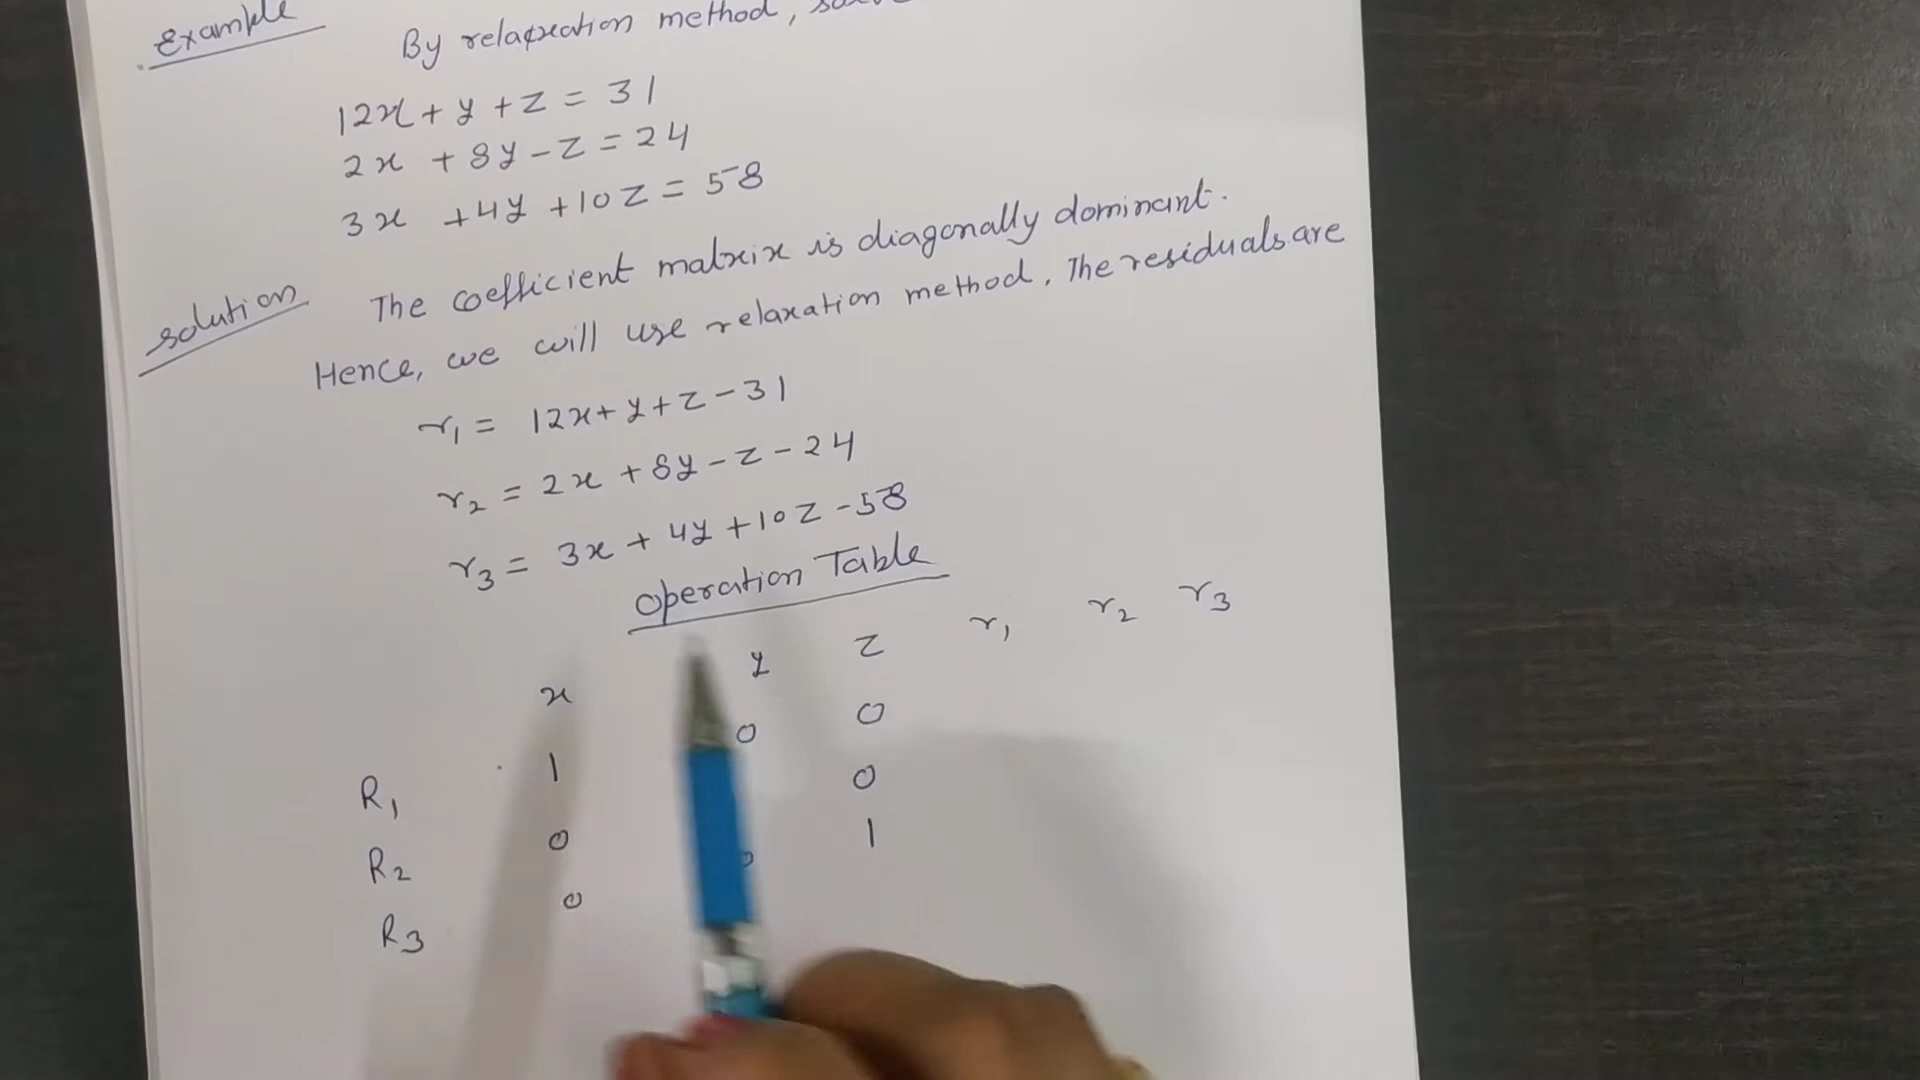 Example
By relaxation method,
12x + y + z = 31
2x + 8y - z = 24
3x + 4y + 10z = 58
solution The coefficient matrix is diagonally dominant.
Hence, we will use relaxation method. The residuals are
r1 = 12x + y + z - 31
r2 = 2x + 8y - z - 24
r3 = 3x + 4y + 10z - 58
Operation Table
x y z r1 r2 r3
R1 1 0 0
R2 0 0
R3 0 0 1